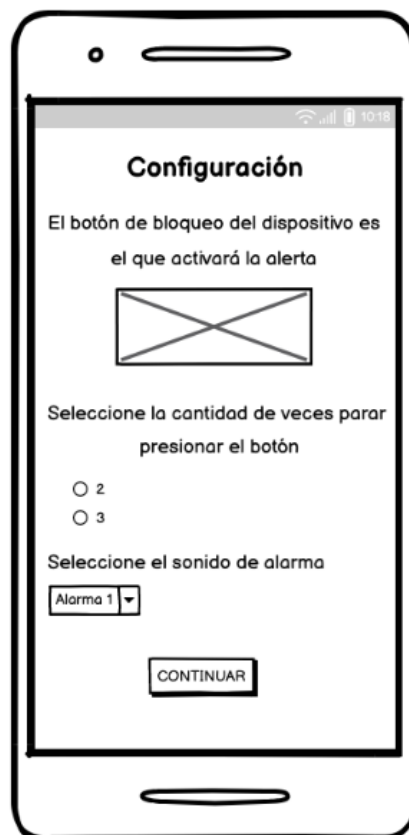 10:18
Configuración
El botón de bloqueo del dispositivo es
el que activará la alerta
Seleccione la cantidad de veces parar
presionar el botón
2
3
Seleccione el sonido de alarma
Alarma 1
CONTINUAR